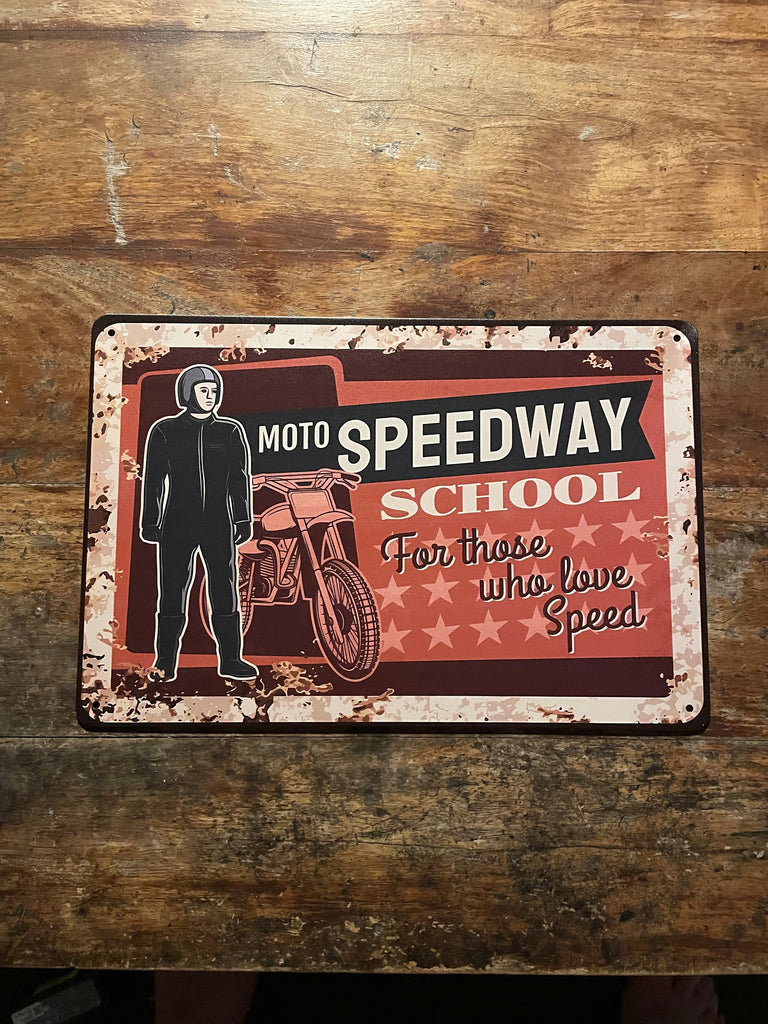 MOTO SPEEDWAY
SCHOOL
For those
who love
Speed